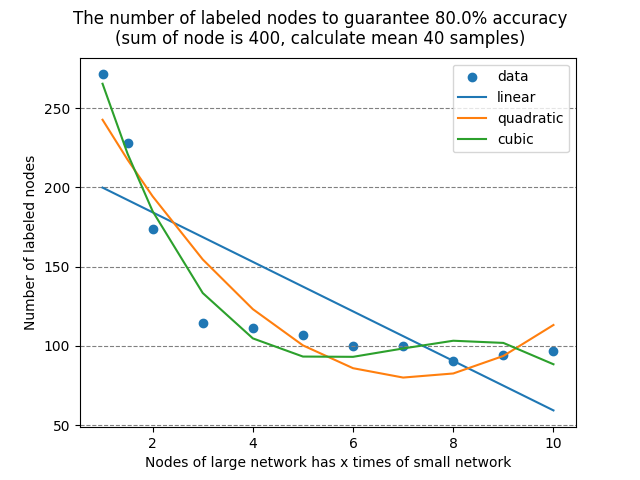 The number of labeled nodes to guarantee 80.0% accuracy
(sum of node is 400, calculate mean 40 samples)
data
linear
quadratic
cubic
250
200
150
100
50
Number of labeled nodes
2
4
6
8
10
Nodes of large network has x times of small network